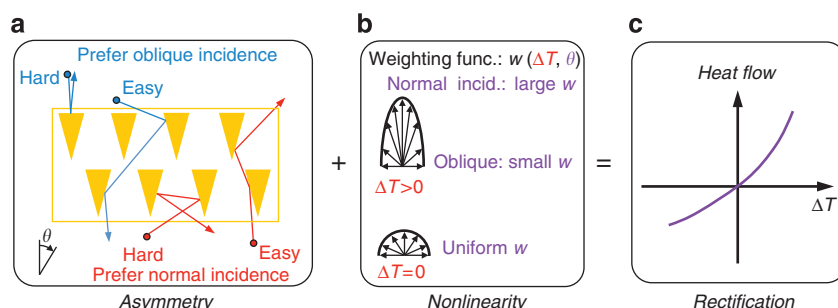 a
Prefer oblique incidence
Hard
Easy
θ
Hard
Easy
Prefer normal incidence
Asymmetry
+
b
Weighting func.: w (ΔT, θ)
Normal incid.: large w
Oblique: small w
ΔT>0
Uniform w
ΔT=0
Nonlinearity
=
c
Heat flow
ΔT
Rectification